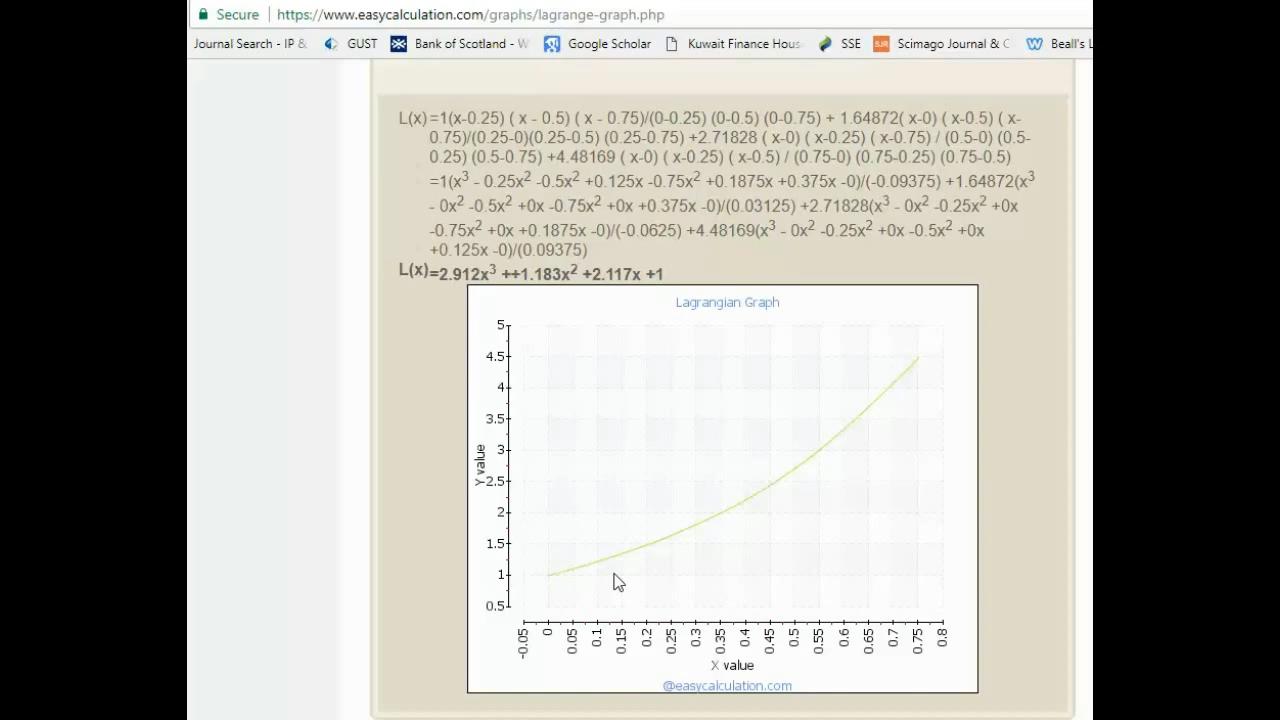 Secure | https://www.easycalculation.com/graphs/lagrange-graph.php
Journal Search - IP & GUST Bank of Scotland - W Google Scholar Kuwait Finance Hous SSE SJR Scimago Journal & C Beall's L
L(x)=1(x-0.25) ( x - 0.5) ( x - 0.75)/(0-0.25) (0-0.5) (0-0.75) + 1.64872( x-0) ( x-0.5) ( x-
0.75)/(0.25-0)(0.25-0.5) (0.25-0.75) +2.71828 ( x-0) ( x-0.25) ( x-0.75) / (0.5-0) (0.5-
0.25) (0.5-0.75) +4.48169 ( x-0) ( x-0.25) ( x-0.5) / (0.75-0) (0.75-0.25) (0.75-0.5)
=1(x³ - 0.25x² -0.5x² +0.125x -0.75x² +0.1875x +0.375x -0)/(-0.09375) +1.64872(x³
- 0x² -0.5x² +0x -0.75x² +0x +0.375x -0)/(0.03125) +2.71828(x³ - 0x² -0.25x² +0x
-0.75x² +0x +0.1875x -0)/(-0.0625) +4.48169(x³ - 0x² -0.25x² +0x -0.5x² +0x
+0.125x -0)/(0.09375)
L(x)=2.912x³ ++1.183x² +2.117x +1
Lagrangian Graph
5
4.5
4
3.5
3
2.5
2
1.5
1
0.5
Y value
-0.05 0 0.05 0.1 0.15 0.2 0.25 0.3 0.35 0.4 0.45 0.5 0.55 0.6 0.65 0.7 0.75 0.8
X value
@easycalculation.com